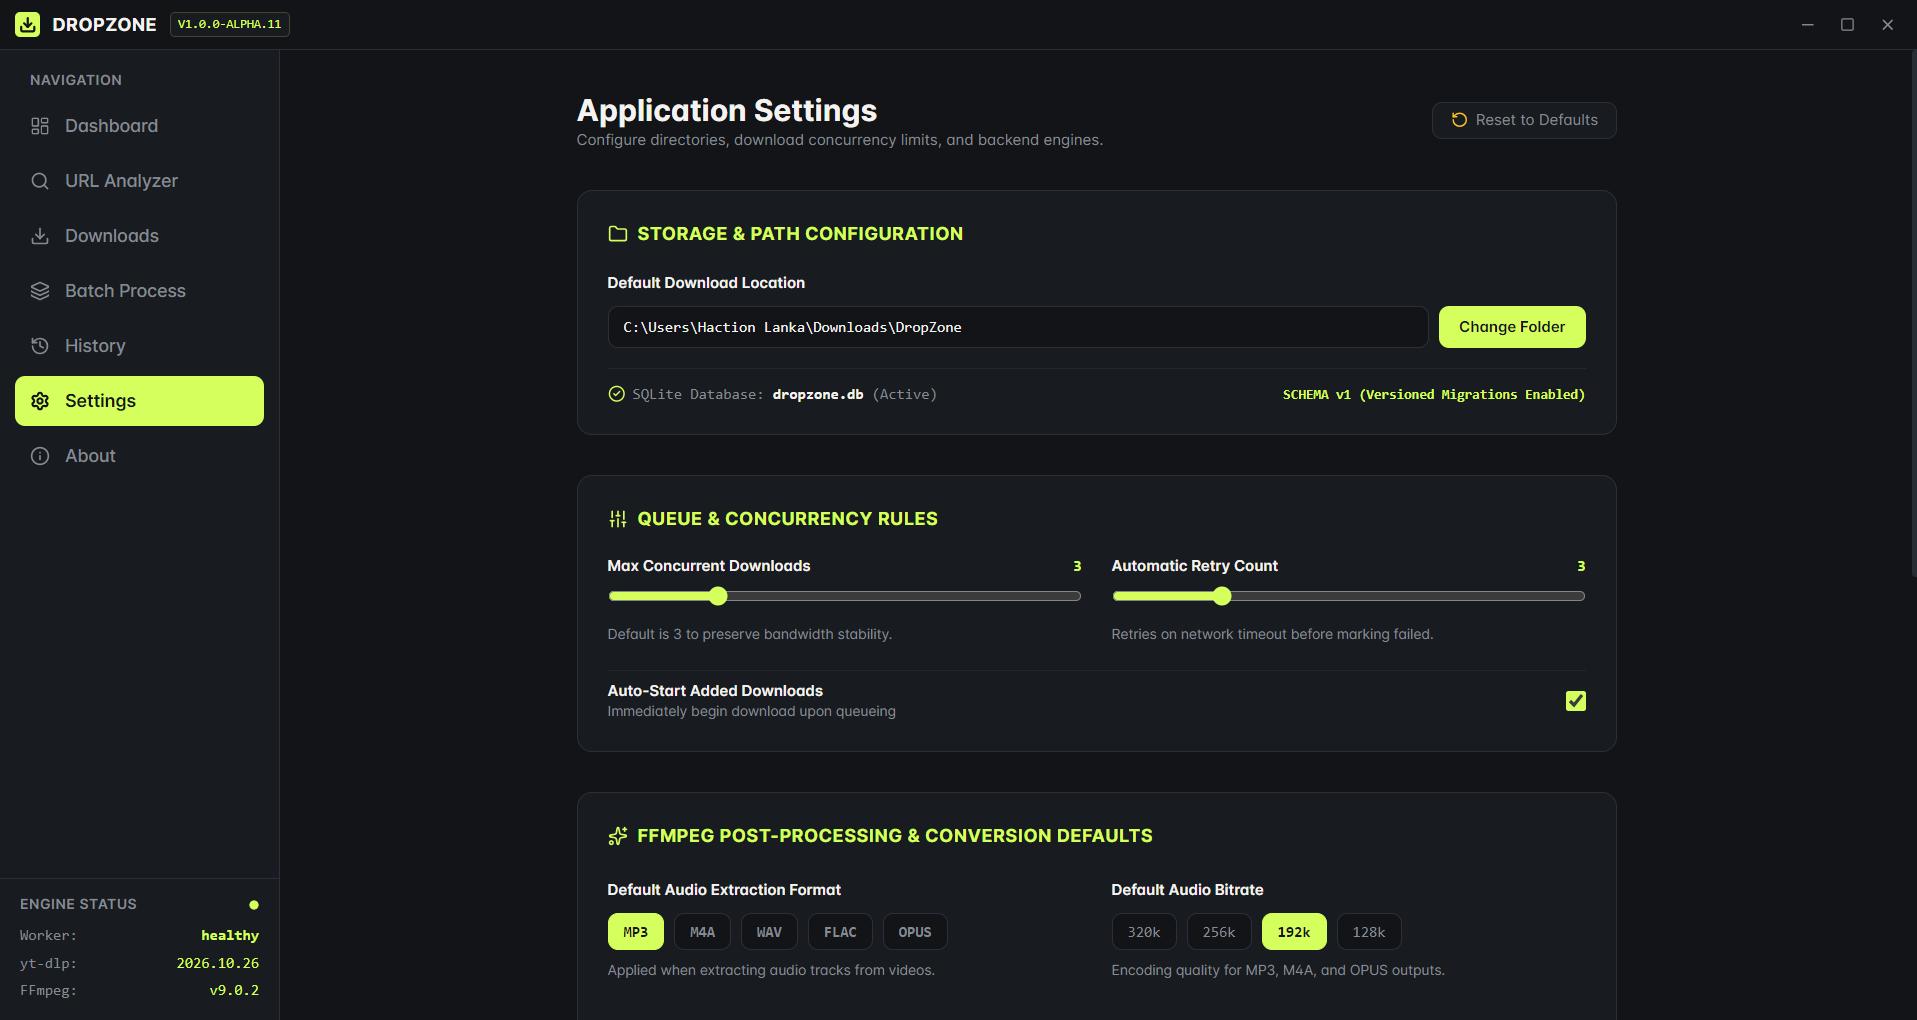 DROPZONE V1.0.0-ALPHA.11
NAVIGATION
Dashboard
URL Analyzer
Downloads
Batch Process
History
Settings
About
ENGINE STATUS
Worker: healthy
yt-dlp: 2026.10.26
FFmpeg: v9.0.2
Application Settings
Configure directories, download concurrency limits, and backend engines.
Reset to Defaults
STORAGE & PATH CONFIGURATION
Default Download Location
C:\Users\Haction Lanka\Downloads\DropZone
Change Folder
SQLite Database: dropzone.db (Active)
SCHEMA v1 (Versioned Migrations Enabled)
QUEUE & CONCURRENCY RULES
Max Concurrent Downloads 3
Default is 3 to preserve bandwidth stability.
Automatic Retry Count 3
Retries on network timeout before marking failed.
Auto-Start Added Downloads
Immediately begin download upon queueing
FFMPEG POST-PROCESSING & CONVERSION DEFAULTS
Default Audio Extraction Format
MP3 M4A WAV FLAC OPUS
Applied when extracting audio tracks from videos.
Default Audio Bitrate
320k 256k 192k 128k
Encoding quality for MP3, M4A, and OPUS outputs.